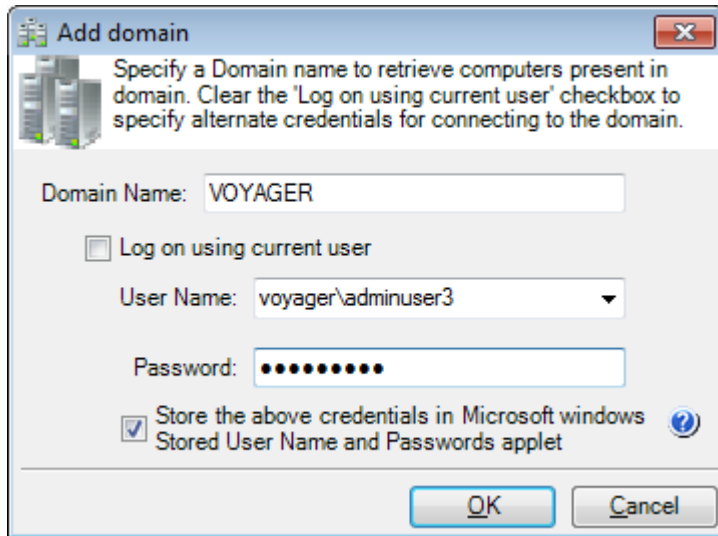 Add domain
Specify a Domain name to retrieve computers present in
domain. Clear the 'Log on using current user' checkbox to
specify alternate credentials for connecting to the domain.
Domain Name: VOYAGER
Log on using current user
User Name: voyager\adminuser3
Password: ●●●●●●●●●
Store the above credentials in Microsoft windows
Stored User Name and Passwords applet
OK Cancel